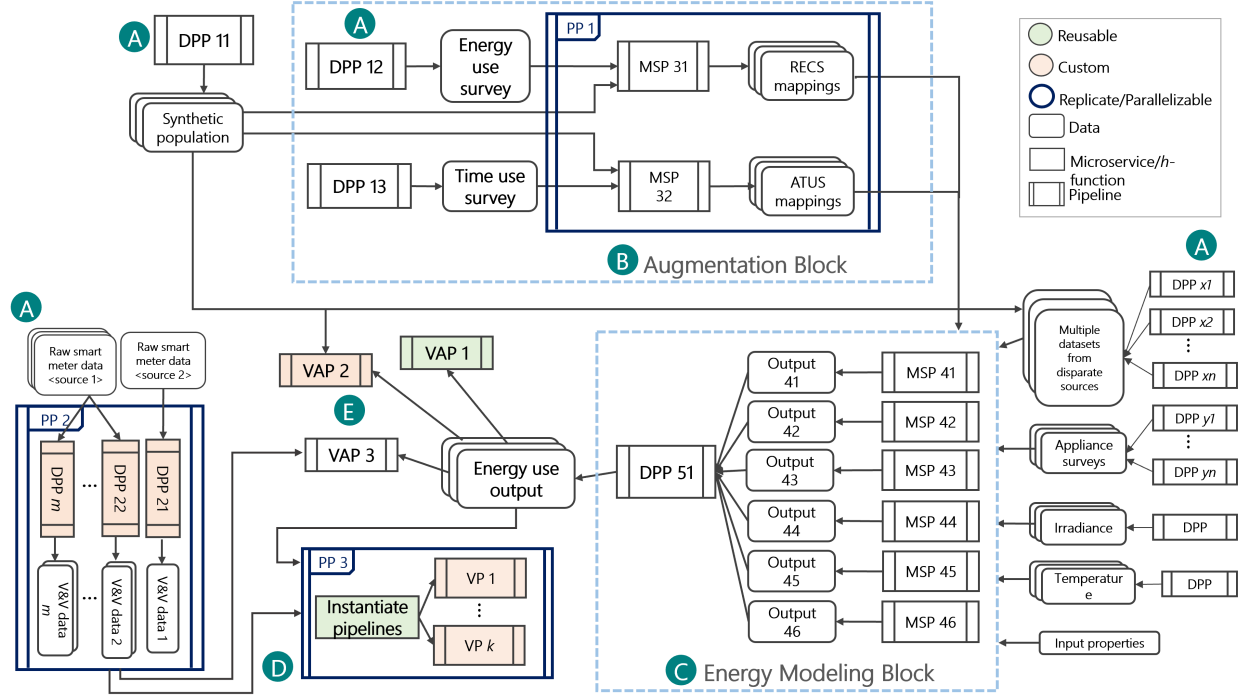 A
DPP 11
Synthetic
population
A
DPP 12
Energy
use
survey
PP 1
MSP 31
RECS
mappings
DPP 13
Time use
survey
MSP
32
ATUS
mappings
B
Augmentation Block
Reusable
Custom
Replicate/Parallelizable
Data
Microservice/h-
function
Pipeline
A
DPP x1
DPP x2
⋮
DPP xn
Multiple
datasets
from
disparate
sources
DPP y1
⋮
DPP yn
Appliance
surveys
Irradiance
DPP
Temperatur
e
DPP
Input properties
A
Raw smart
meter data
<source 1>
Raw smart
meter data
<source 2>
PP 2
DPP m
...
DPP 22
DPP 21
V&V data
m
...
V&V data 2
V&V data 1
VAP 1
VAP 2
E
VAP 3
Energy use
output
DPP 51
Output
41
MSP 41
Output
42
MSP 42
Output
43
MSP 43
Output
44
MSP 44
Output
45
MSP 45
Output
46
MSP 46
C
Energy Modeling Block
PP 3
Instantiate
pipelines
VP 1
⋮
VP k
D